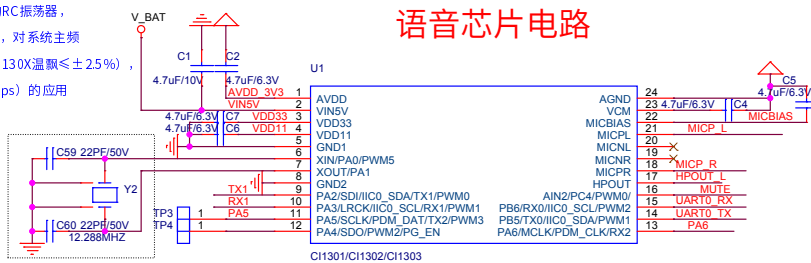 语音芯片电路
RC振荡器，
，对系统主频
130X温飘≤±2.5%)，
ps）的应用
V_BAT
C1
C2
4.7uF/10V
4.7uF/6.3V
U1
AVDD_3V3
1
AVDD
VIN5V
2
VIN5V
4.7uF/6.3V
C7
VDD33
3
VDD33
4.7uF/6.3V
C6
VDD11
4
VDD11
5
GND1
6
XIN/PA0/PWM5
7
XOUT/PA1
8
GND2
TX1
9
PA2/SDI/IIC0_SDA/TX1/PWM0
RX1
10
PA3/LRCK/IIC0_SCL/RX1/PWM1
TP3
1
PA5
11
PA5/SCLK/PDM_DAT/TX2/PWM3
TP4
1
12
PA4/SDO/PWM2/PG_EN
AGND
24
VCM
23
4.7uF/6.3V
C4
C5
4.7uF/6.3V
MICBIAS
22
MICBIAS
MICPL
21
MICP_L
MICNL
20
MICNR
19
MICPR
18
MICP_R
HPOUT
17
HPOUT_L
AIN2/PC4/PWM0/
16
MUTE
PB6/RX0/IIC0_SCL/PWM2
15
UART0_RX
PB5/TX0/IIC0_SDA/PWM1
14
UART0_TX
PA6/MCLK/PDM_CLK/RX2
13
PA6
C59 22PF/50V
Y2
C60 22PF/50V
12.288MHZ
CI1301/CI1302/CI1303